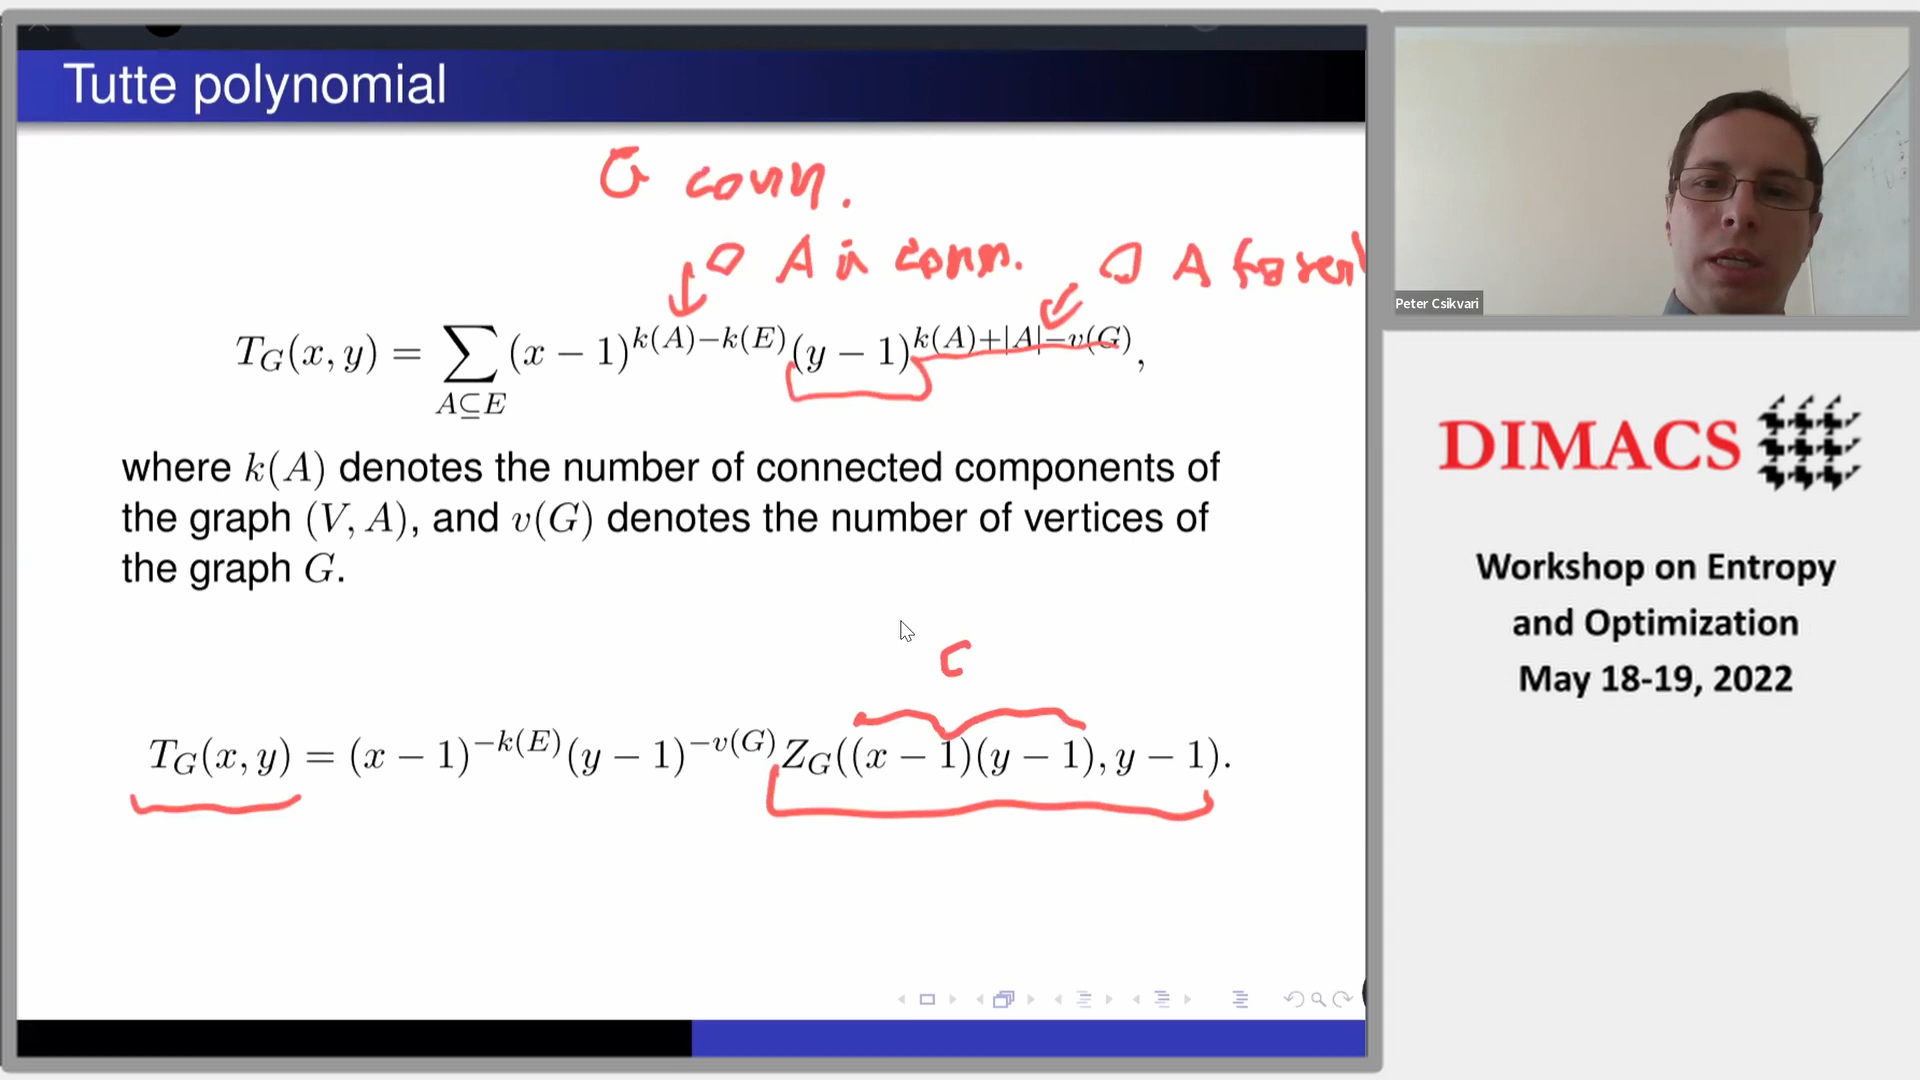 Tutte polynomial
G conn.
0 A is conn. 0 A forest
T_G(x, y) = ∑_{A⊆E} (x − 1)^{k(A)−k(E)} (y − 1)^{k(A)+|A|−v(G)},
where k(A) denotes the number of connected components of
the graph (V, A), and v(G) denotes the number of vertices of
the graph G.
T_G(x, y) = (x − 1)^{−k(E)} (y − 1)^{−v(G)} Z_G((x − 1)(y − 1), y − 1).
Peter Csikvari
DIMACS
Workshop on Entropy
and Optimization
May 18-19, 2022